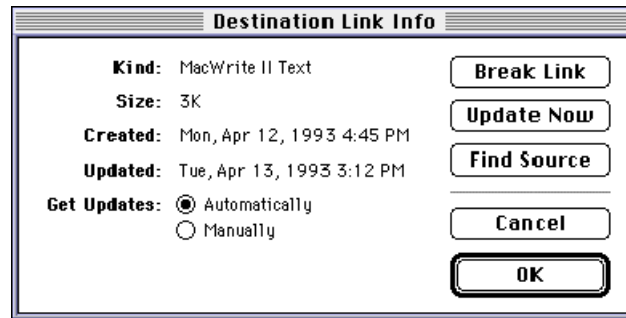 Destination Link Info
Kind: MacWrite II Text
Size: 3K
Created: Mon, Apr 12, 1993 4:45 PM
Updated: Tue, Apr 13, 1993 3:12 PM
Get Updates: Automatically
Manually
Break Link
Update Now
Find Source
Cancel
OK